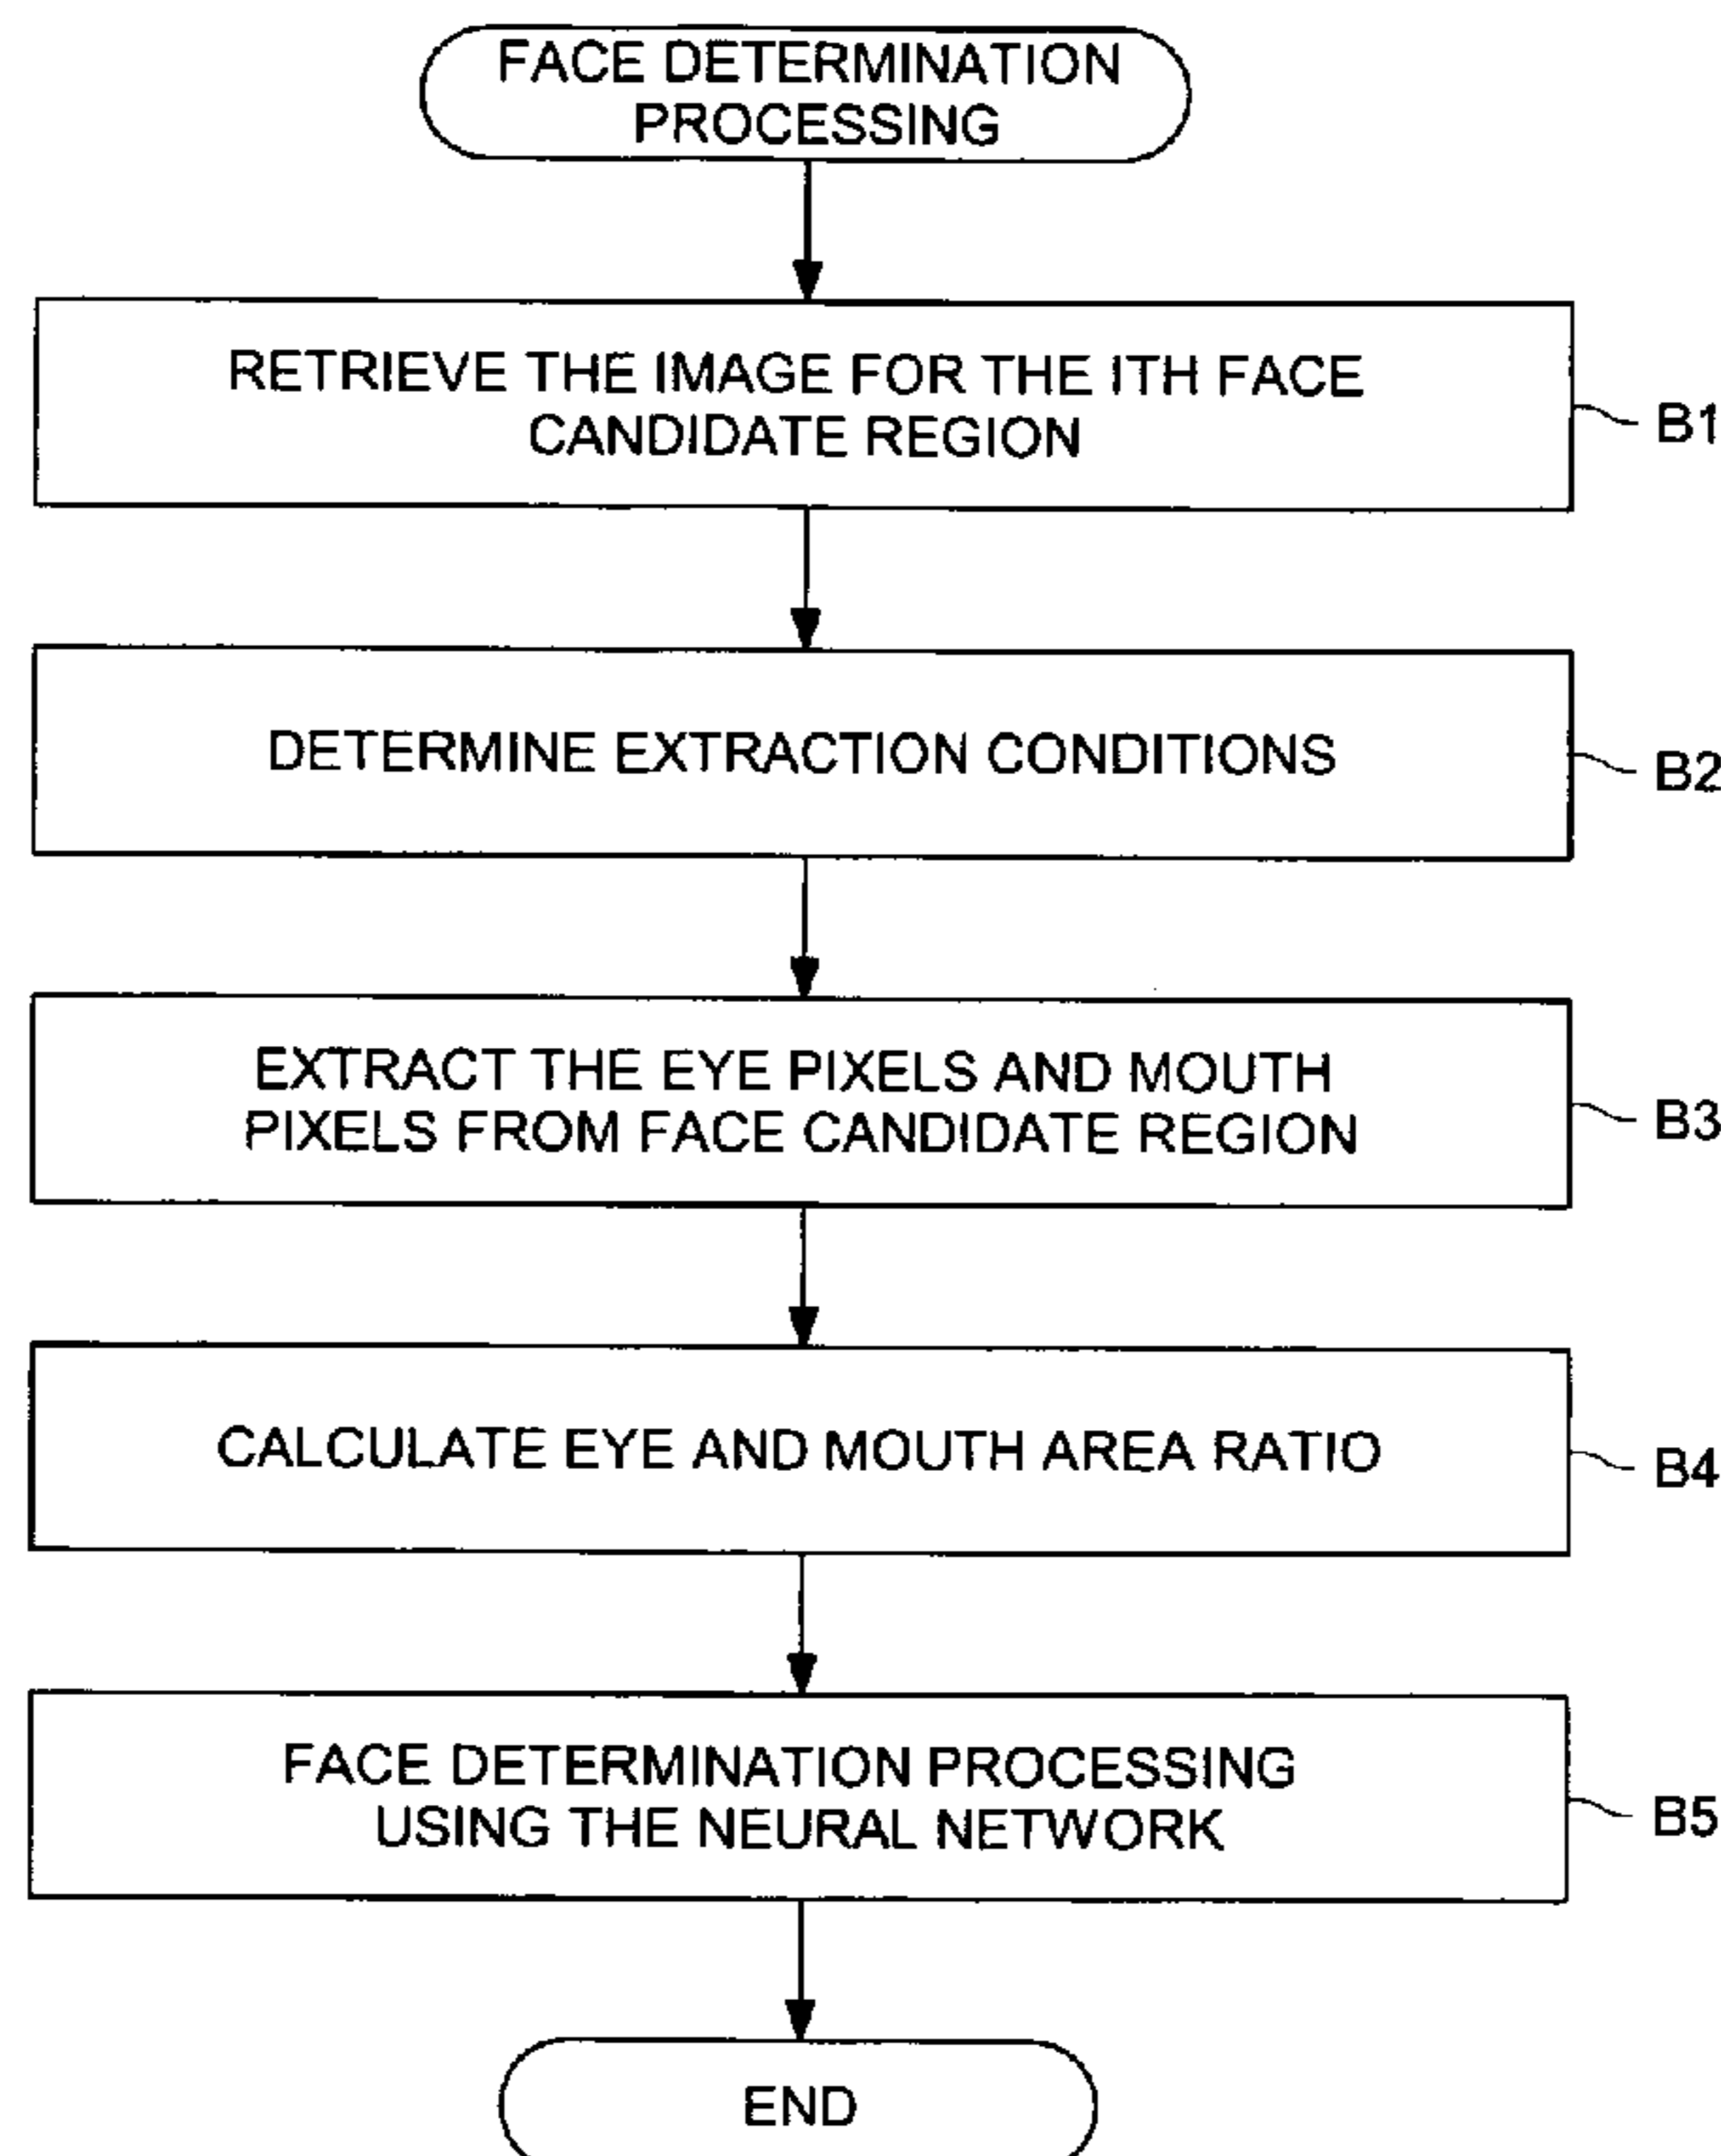 FACE DETERMINATION
PROCESSING
RETRIEVE THE IMAGE FOR THE ITH FACE
CANDIDATE REGION
B1
DETERMINE EXTRACTION CONDITIONS
B2
EXTRACT THE EYE PIXELS AND MOUTH
PIXELS FROM FACE CANDIDATE REGION
B3
CALCULATE EYE AND MOUTH AREA RATIO
B4
FACE DETERMINATION PROCESSING
USING THE NEURAL NETWORK
B5
END